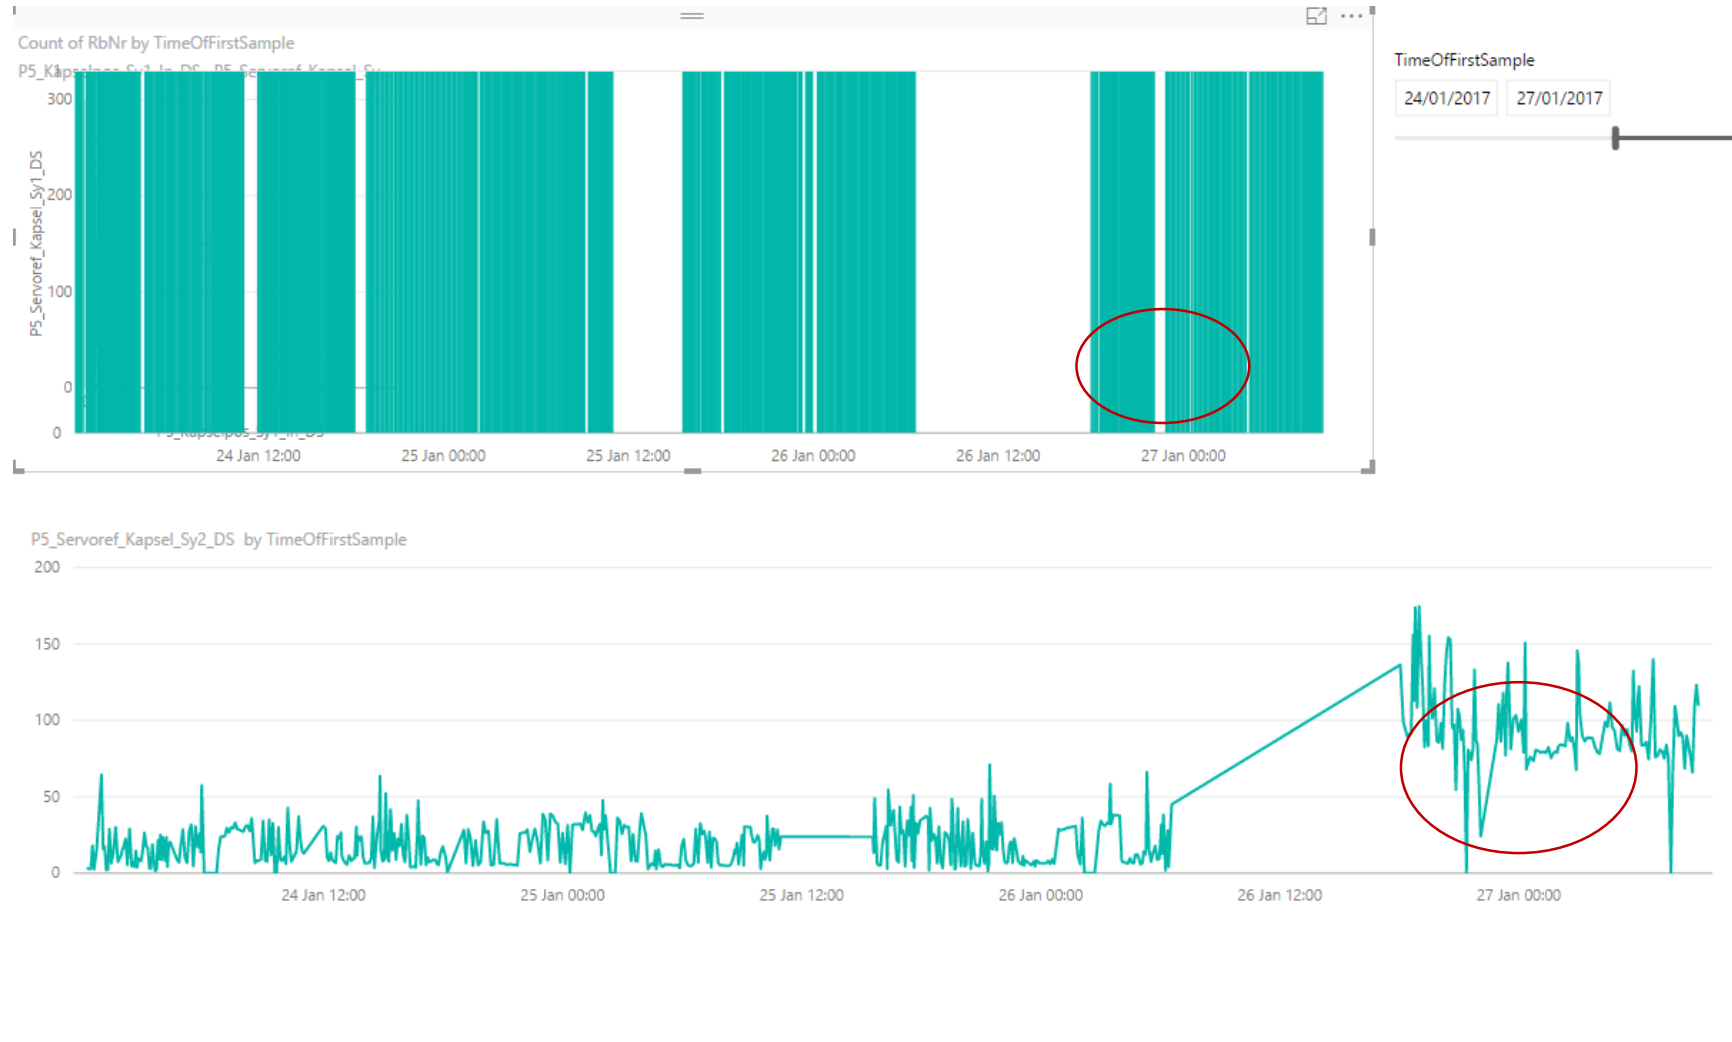 Count of RbNr by TimeOfFirstSample
1
300
200
100
0
0
P5_Servoref_Kapsel_Sy1_DS
24 Jan 12:00 25 Jan 00:00 25 Jan 12:00 26 Jan 00:00 26 Jan 12:00 27 Jan 00:00
TimeOfFirstSample
24/01/2017 27/01/2017
P5_Servoref_Kapsel_Sy2_DS by TimeOfFirstSample
200
150
100
50
0
24 Jan 12:00 25 Jan 00:00 25 Jan 12:00 26 Jan 00:00 26 Jan 12:00 27 Jan 00:00